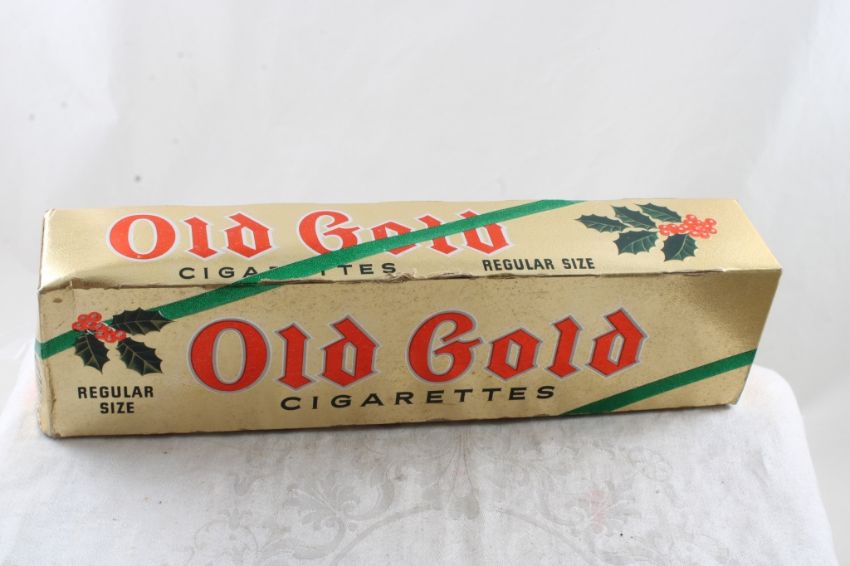 Old Gold
CIGARETTES
REGULAR SIZE
Old Gold
CIGARETTES
REGULAR
SIZE